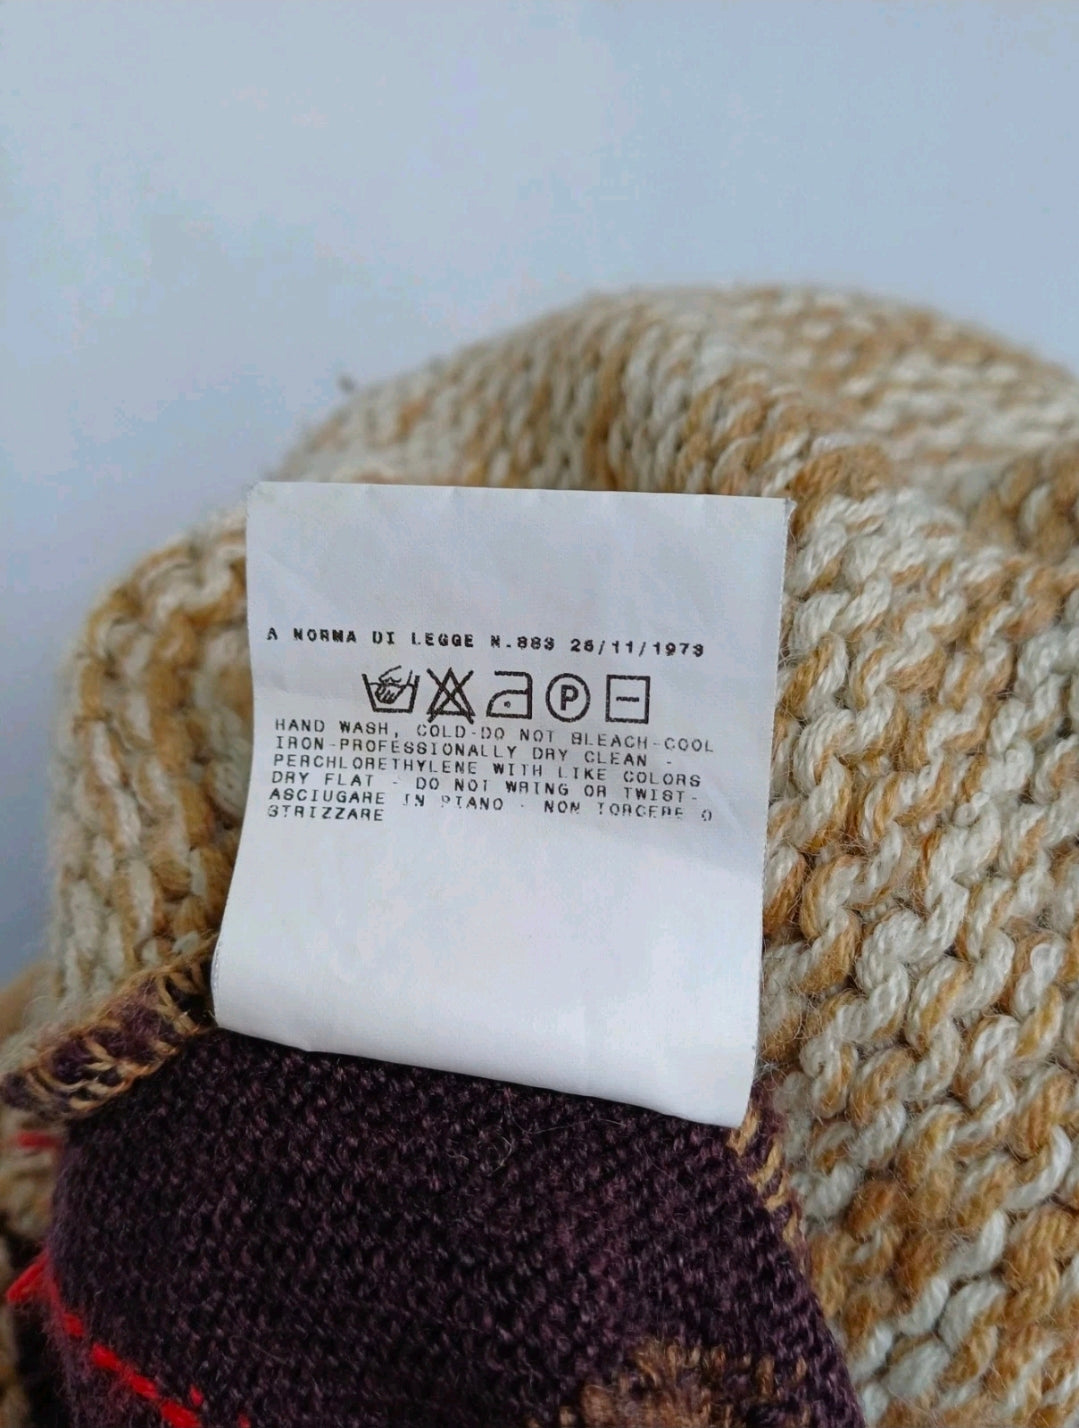 A NORMA DI LEGGE N.883 26/11/1973
P
HAND WASH, COLD-DO NOT BLEACH-COOL
IRON-PROFESSIONALLY DRY CLEAN -
PERCHLORETHYLENE WITH LIKE COLORS
DRY FLAT - DO NOT WRING OR TWIST-
ASCIUGARE IN PIANO - NON TORCERE O
STRIZZARE